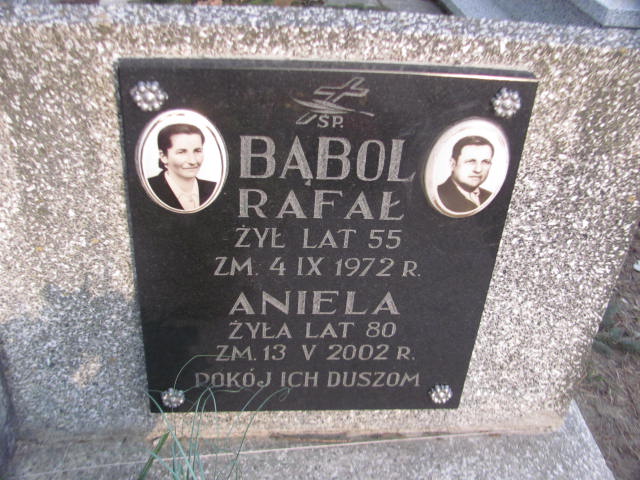 ŚP.
BĄBOL
RAFAŁ
ŻYŁ LAT 55
ZM. 4 IX 1972 R.
ANIELA
ŻYŁA LAT 80
ZM. 13 V 2002 R.
POKÓJ ICH DUSZOM